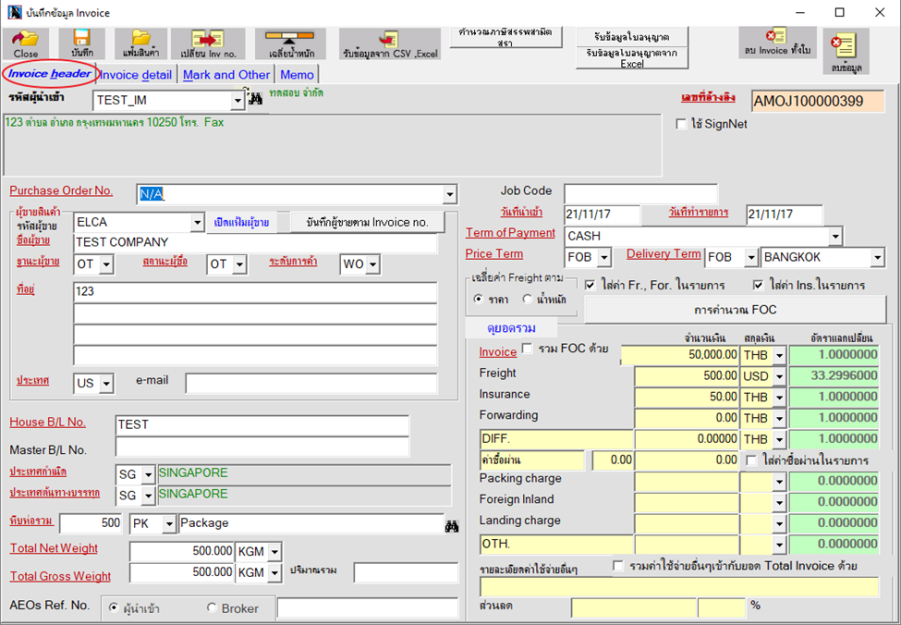 บันทึกข้อมูล Invoice
Close
บันทึก
แฟ้มสินค้า
เปลี่ยน Inv no.
เฉลี่ยน้ำหนัก
รับข้อมูลจาก CSV ,Excel
คำนวณภาษีสรรพสามิต
สุรา
รับข้อมูลใบอนุญาต
รับข้อมูลใบอนุญาตจาก
Excel
ลบ Invoice ทั้งใบ
ลบข้อมูล
Invoice header
Invoice detail
Mark and Other
Memo
รหัสผู้นำเข้า
TEST_IM
ทดสอบ จำกัด
เลขที่อ้างอิง
AMOJ100000399
123 ตำบล อำเภอ กรุงเทพมหานคร 10250 โทร. Fax
ใช้ SignNet
Purchase Order No.
N/A
Job Code
ผู้ขายสินค้า
รหัสผู้ขาย
ELCA
เปิดแฟ้มผู้ขาย
บันทึกผู้ขายตาม Invoice no.
วันที่นำเข้า
21/11/17
วันที่ทำรายการ
21/11/17
ชื่อผู้ขาย
TEST COMPANY
Term of Payment
CASH
ฐานะผู้ขาย
OT
สถานะผู้ซื้อ
OT
ระดับการค้า
WO
Price Term
FOB
Delivery Term
FOB
BANGKOK
ที่อยู่
123
เฉลี่ยค่า Freight ตาม
ราคา
น้ำหนัก
ใส่ค่า Fr., For. ในรายการ
ใส่ค่า Ins.ในรายการ
การคำนวณ FOC
ดูยอดรวม
จำนวนเงิน
สกุลเงิน
อัตราแลกเปลี่ยน
Invoice
รวม FOC ด้วย
50,000.00
THB
1.0000000
Freight
500.00
USD
33.2996000
Insurance
50.00
THB
1.0000000
Forwarding
0.00
THB
1.0000000
DIFF.
0.00000
THB
1.0000000
ค่าซื้อผ่าน
0.00
0.00
ใส่ค่าซื้อผ่านในรายการ
Packing charge
0.0000000
Foreign Inland
0.0000000
Landing charge
0.0000000
OTH.
0.0000000
รายละเอียดค่าใช้จ่ายอื่นๆ
รวมค่าใช้จ่ายอื่นๆเข้ากับยอด Total Invoice ด้วย
ส่วนลด
%
ประเทศ
US
e-mail
House B/L No.
TEST
Master B/L No.
ประเทศกำเนิด
SG
SINGAPORE
ประเทศต้นทางบรรทุก
SG
SINGAPORE
หีบห่อรวม
500
PK
Package
Total Net Weight
500.000
KGM
Total Gross Weight
500.000
KGM
ปริมาณรวม
AEOs Ref. No.
ผู้นำเข้า
Broker